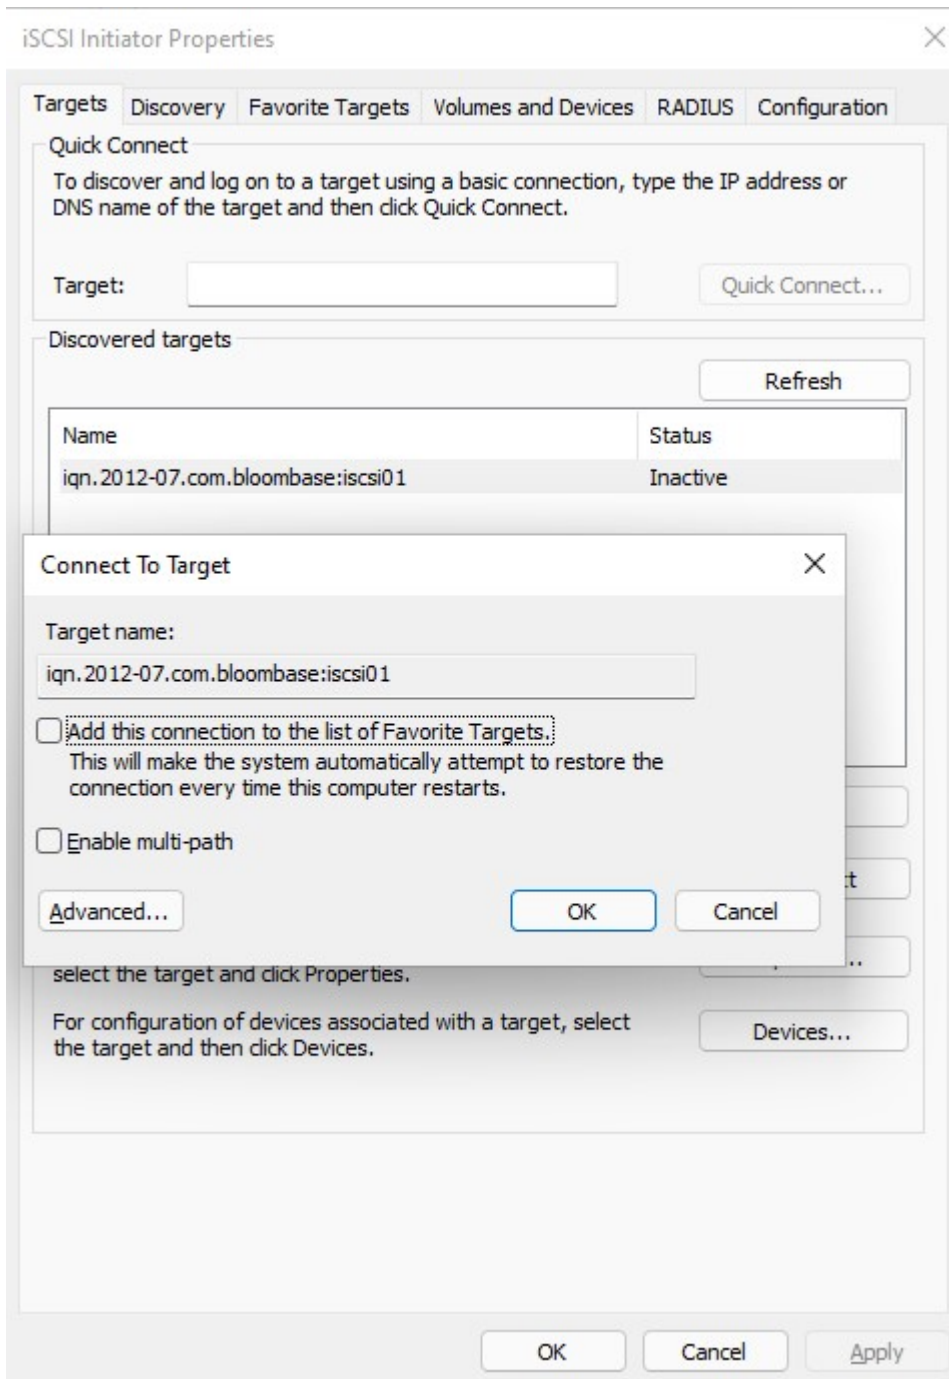 iSCSI Initiator Properties
Targets Discovery Favorite Targets Volumes and Devices RADIUS Configuration
Quick Connect
To discover and log on to a target using a basic connection, type the IP address or
DNS name of the target and then click Quick Connect.
Target:
Quick Connect...
Discovered targets
Refresh
Name Status
iqn.2012-07.com.bloombase:iscsi01 Inactive
Connect To Target
Target name:
iqn.2012-07.com.bloombase:iscsi01
Add this connection to the list of Favorite Targets.
This will make the system automatically attempt to restore the
connection every time this computer restarts.
Enable multi-path
Advanced... OK Cancel
select the target and click Properties.
For configuration of devices associated with a target, select
the target and then click Devices.
Devices...
OK Cancel Apply